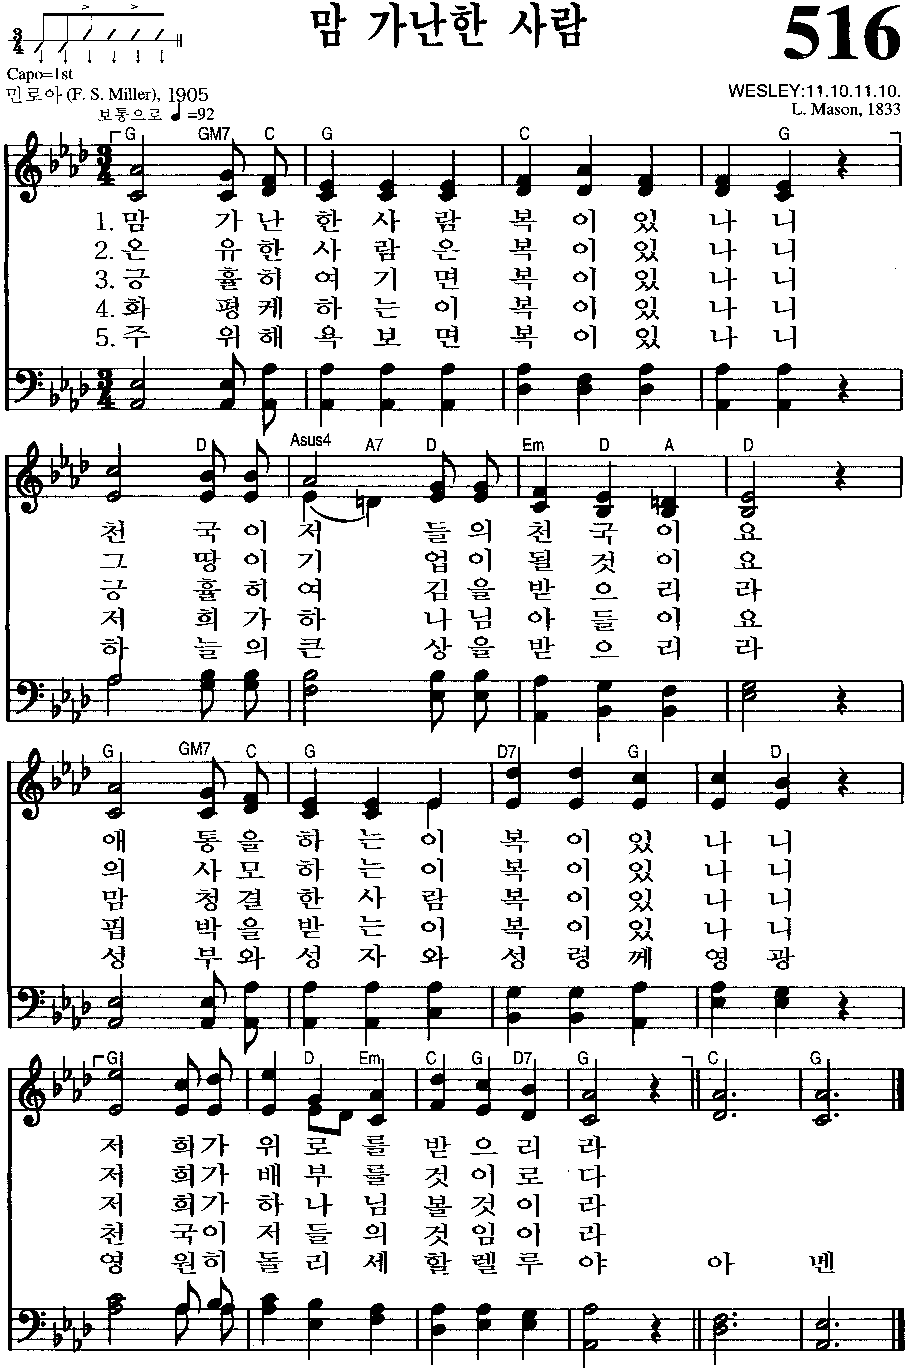 맘 가난한 사람
516
3/4
Capo=1st
민로아 (F. S. Miller), 1905
WESLEY:11.10.11.10.
보통으로 ♩=92
L. Mason, 1833
G GM7 C G C G
1. 맘 가 난 한 사 람 복 이 있 나 니
2. 온 유 한 사 람 은 복 이 있 나 니
3. 긍 휼 히 여 기 면 복 이 있 나 니
4. 화 평 케 하 는 이 복 이 있 나 니
5. 주 위 해 욕 보 면 복 이 있 나 니
D Asus4 A7 D Em D A D
천 국 이 저 들 의 천 국 이 요
그 땅 이 기 업 이 될 것 이 요
긍 휼 히 여 김 을 받 으 리 라
저 희 가 하 나 님 아 들 이 요
하 늘 의 큰 상 을 받 으 리 라
G GM7 C G D7 G D
애 통 을 하 는 이 복 이 있 나 니
의 사 모 하 는 이 복 이 있 나 니
맘 청 결 한 사 람 복 이 있 나 니
핍 박 을 받 는 이 복 이 있 나 니
성 부 와 성 자 와 성 령 께 영 광
G D Em C G D7 G C G
저 희 가 위 로 를 받 으 리 라
저 희 가 배 부 를 것 이 로 다
저 희 가 하 나 님 볼 것 이 라
천 국 이 저 들 의 것 임 이 라
영 원 히 돌 리 세 할 렐 루 야 아 멘